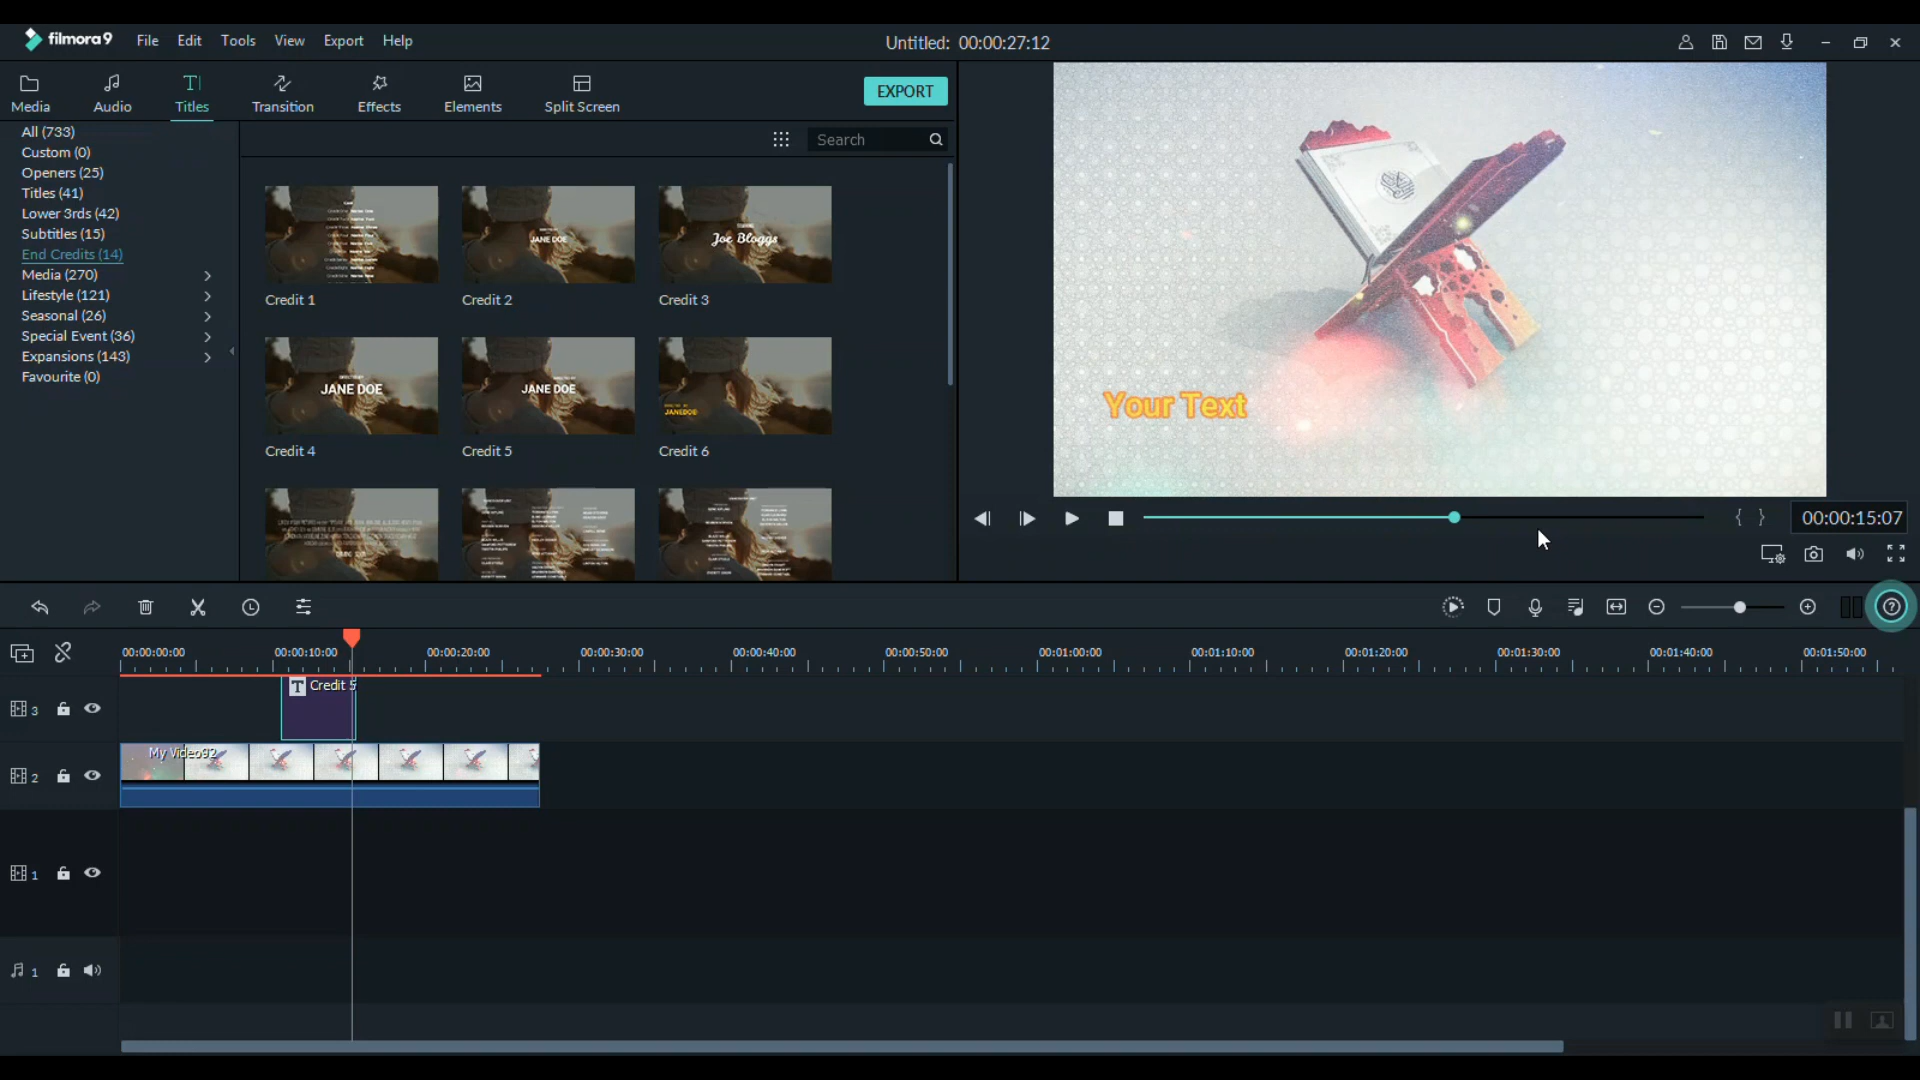 filmora9 File Edit Tools View Export Help
Untitled: 00:00:27:12
Media Audio Titles Transition Effects Elements Split Screen
EXPORT
All (733)
Custom (0)
Openers (25)
Titles (41)
Lower 3rds (42)
Subtitles (15)
End Credits (14)
Media (270)
Lifestyle (121)
Seasonal (26)
Special Event (36)
Expansions (143)
Favourite (0)
Search
JANE DOE
Joe Bloggs
Credit 1
Credit 2
Credit 3
JANE DOE
JANE DOE
JANEDOE
Credit 4
Credit 5
Credit 6
Your Text
00:00:15:07
00:00:00:00 00:00:10:00 00:00:20:00 00:00:30:00 00:00:40:00 00:00:50:00 00:01:00:00 00:01:10:00 00:01:20:00 00:01:30:00 00:01:40:00 00:01:50:00
3
T Credit 5
2
My Video92
1
1